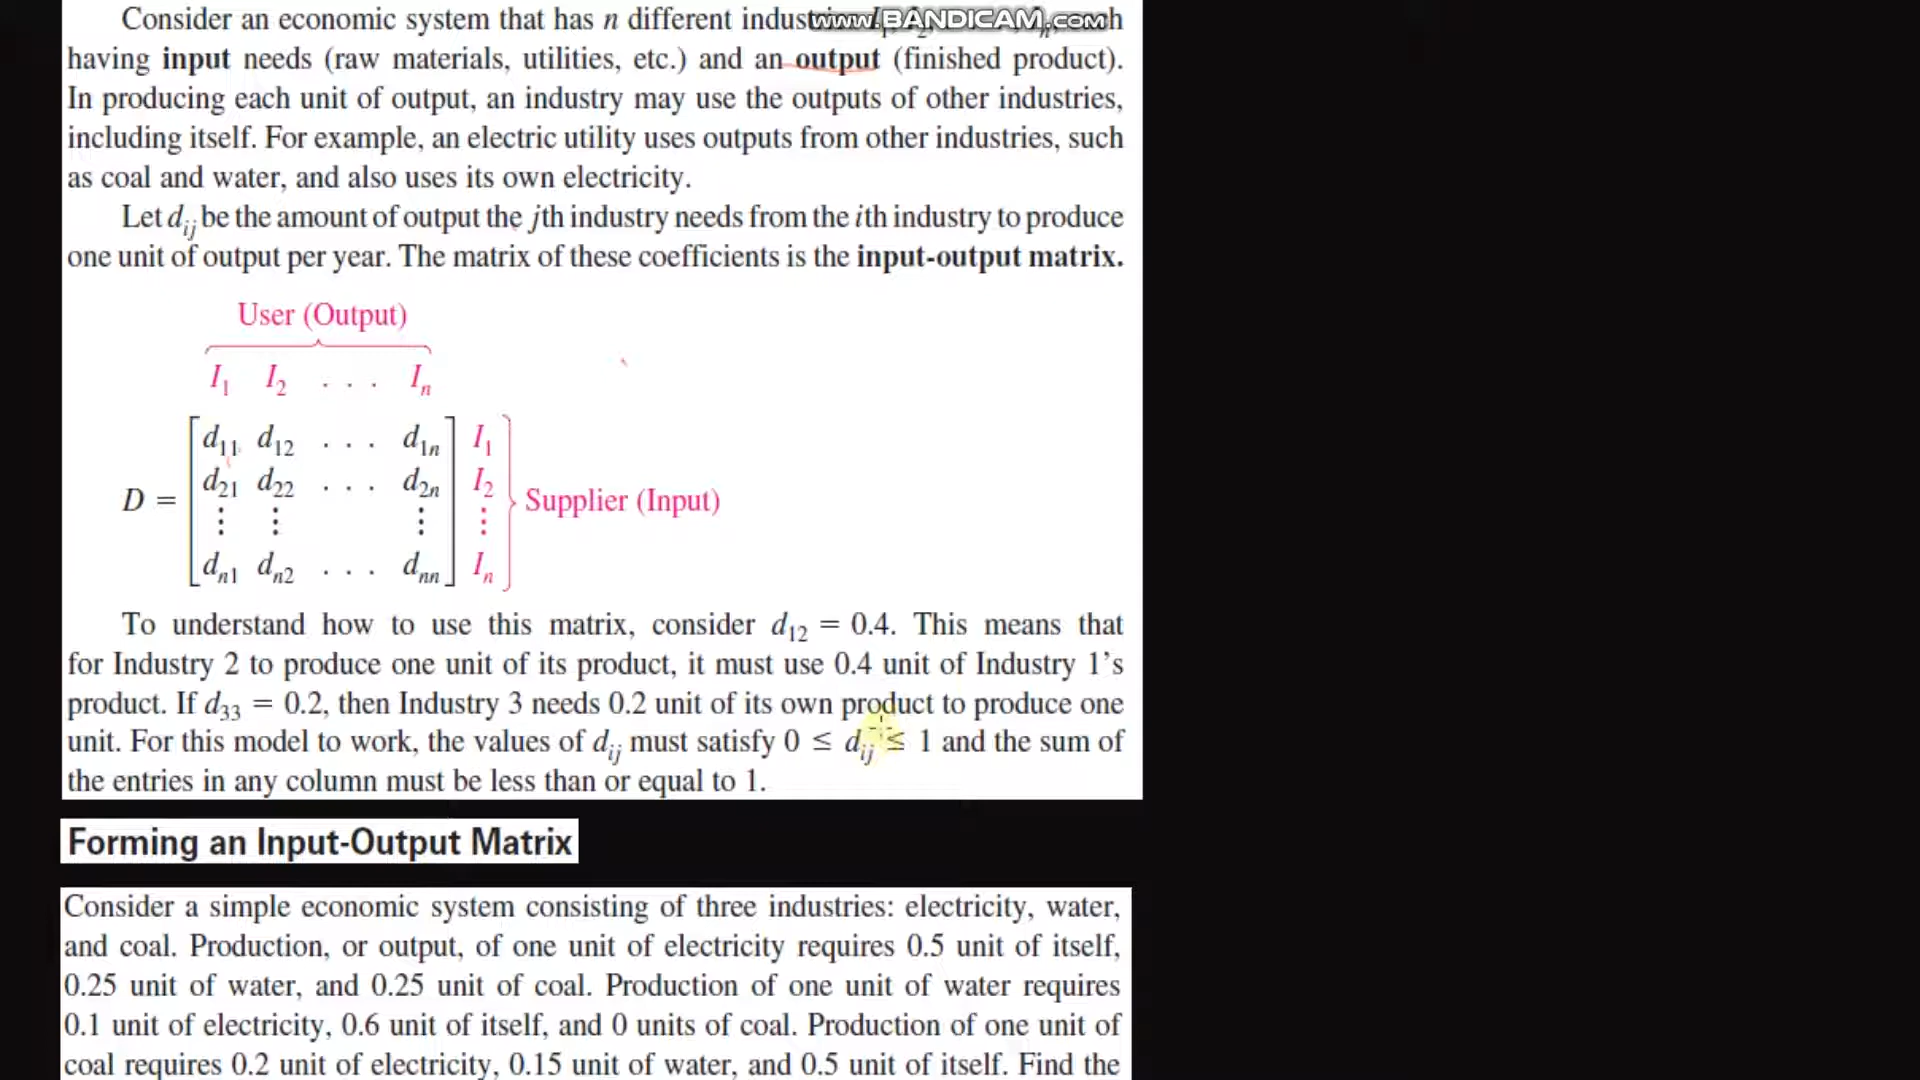 Consider an economic system that has n different indust
www.BANDICAM.com
having input needs (raw materials, utilities, etc.) and an output (finished product).
In producing each unit of output, an industry may use the outputs of other industries,
including itself. For example, an electric utility uses outputs from other industries, such
as coal and water, and also uses its own electricity.
Let dij be the amount of output the jth industry needs from the ith industry to produce
one unit of output per year. The matrix of these coefficients is the input-output matrix.
User (Output)
I1 I2 . . . In
d11 d12 . . . d1n I1
d21 d22 . . . d2n I2
D = Supplier (Input)
⋮ ⋮ ⋮ ⋮
dn1 dn2 . . . dnn In
To understand how to use this matrix, consider d12 = 0.4. This means that
for Industry 2 to produce one unit of its product, it must use 0.4 unit of Industry 1's
product. If d33 = 0.2, then Industry 3 needs 0.2 unit of its own product to produce one
unit. For this model to work, the values of dij must satisfy 0 ≤ dij ≤ 1 and the sum of
the entries in any column must be less than or equal to 1.
Forming an Input-Output Matrix
Consider a simple economic system consisting of three industries: electricity, water,
and coal. Production, or output, of one unit of electricity requires 0.5 unit of itself,
0.25 unit of water, and 0.25 unit of coal. Production of one unit of water requires
0.1 unit of electricity, 0.6 unit of itself, and 0 units of coal. Production of one unit of
coal requires 0.2 unit of electricity, 0.15 unit of water, and 0.5 unit of itself. Find the